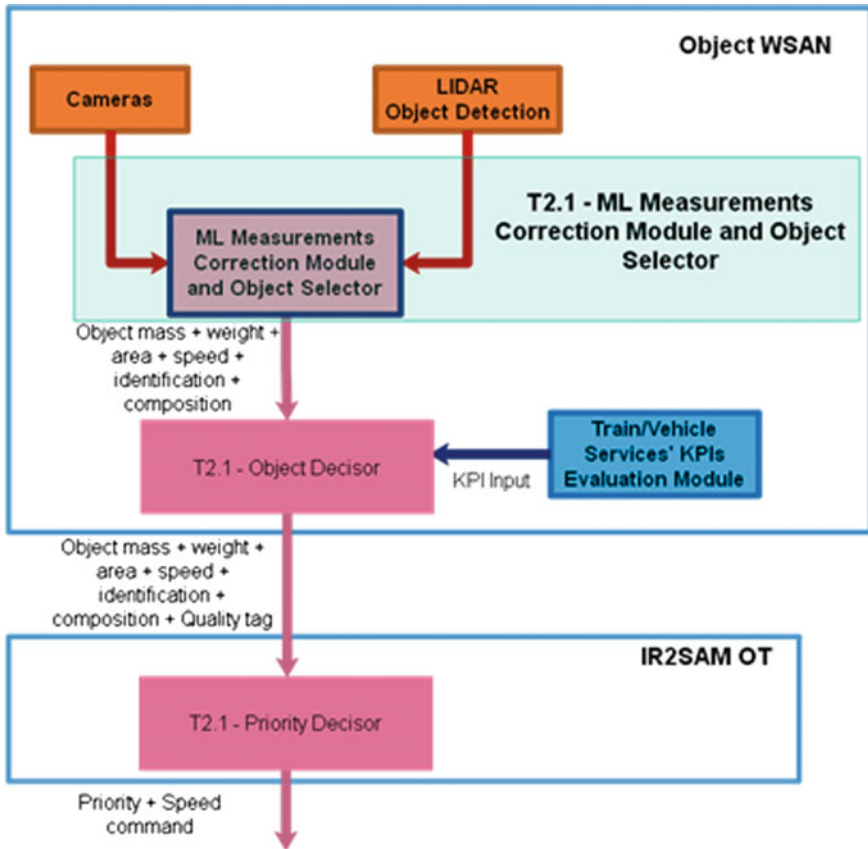 Object WSAN
Cameras
LIDAR
Object Detection
T2.1 - ML Measurements
Correction Module and Object
Selector
ML Measurements
Correction Module
and Object Selector
Object mass + weight +
area + speed +
identification +
composition
T2.1 - Object Decisor
KPI Input
Train/Vehicle
Services' KPIs
Evaluation Module
Object mass + weight +
area + speed +
identification +
composition + Quality tag
IR2SAM OT
T2.1 - Priority Decisor
Priority + Speed
command